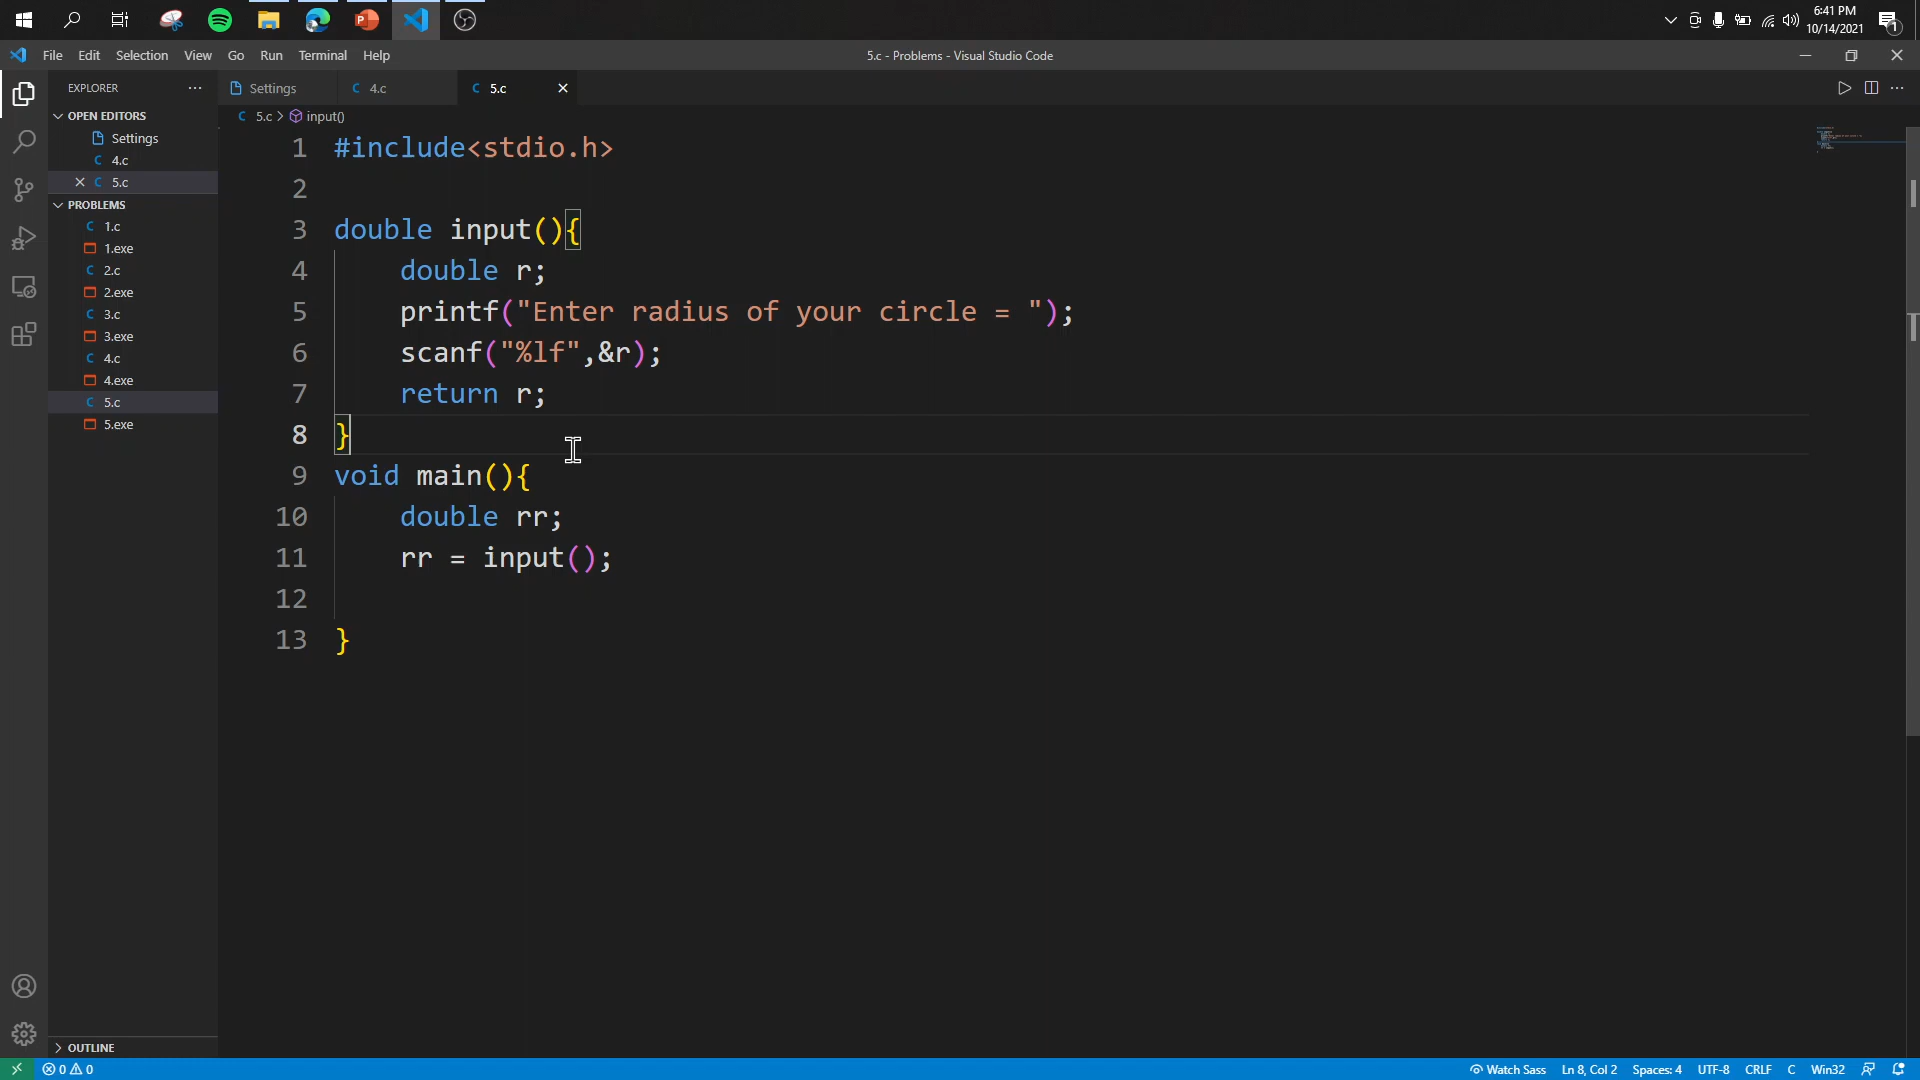 6:41 PM
10/14/2021
1
File Edit Selection View Go Run Terminal Help
5.c - Problems - Visual Studio Code
EXPLORER
Settings
4.c
5.c
OPEN EDITORS
Settings
4.c
5.c
PROBLEMS
1.c
1.exe
2.c
2.exe
3.c
3.exe
4.c
4.exe
5.c
5.exe
OUTLINE
5.c > input()
1 #include<stdio.h>
2
3 double input(){
4 double r;
5 printf("Enter radius of your circle = ");
6 scanf("%lf",&r);
7 return r;
8 }
9 void main(){
10 double rr;
11 rr = input();
12
13 }
0 0
Watch Sass Ln 8, Col 2 Spaces: 4 UTF-8 CRLF C Win32